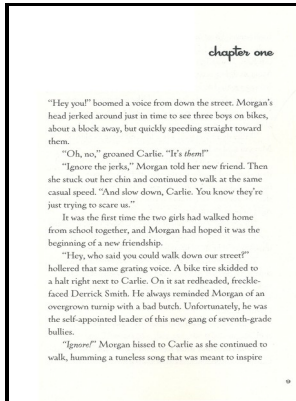 chapter one
“Hey you!” boomed a voice from down the street. Morgan’s
head jerked around just in time to see three boys on bikes,
about a block away, but quickly speeding straight toward
them.
“Oh, no,” groaned Carlie. “It’s them!”
“Ignore the jerks,” Morgan told her new friend. Then
she stuck out her chin and continued to walk at the same
casual speed. “And slow down, Carlie. You know they’re
just trying to scare us.”
It was the first time the two girls had walked home
from school together, and Morgan had hoped it was the
beginning of a new friendship.
“Hey, who said you could walk down our street?”
hollered that same grating voice. A bike tire skidded to
a halt right next to Carlie. On it sat redheaded, freckle-
faced Derrick Smith. He always reminded Morgan of an
overgrown turnip with a bad butch. Unfortunately, he was
the self-appointed leader of this new gang of seventh-grade
bullies.
“Ignore!” Morgan hissed to Carlie as she continued to
walk, humming a tuneless song that was meant to inspire
9